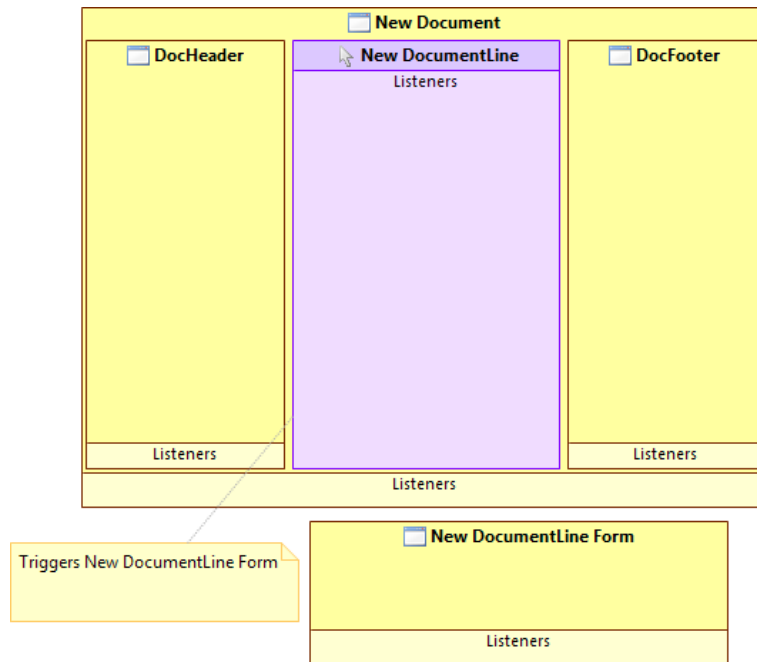 New Document
DocHeader
New DocumentLine
DocFooter
Listeners
Listeners
Listeners
Listeners
Triggers New DocumentLine Form
New DocumentLine Form
Listeners